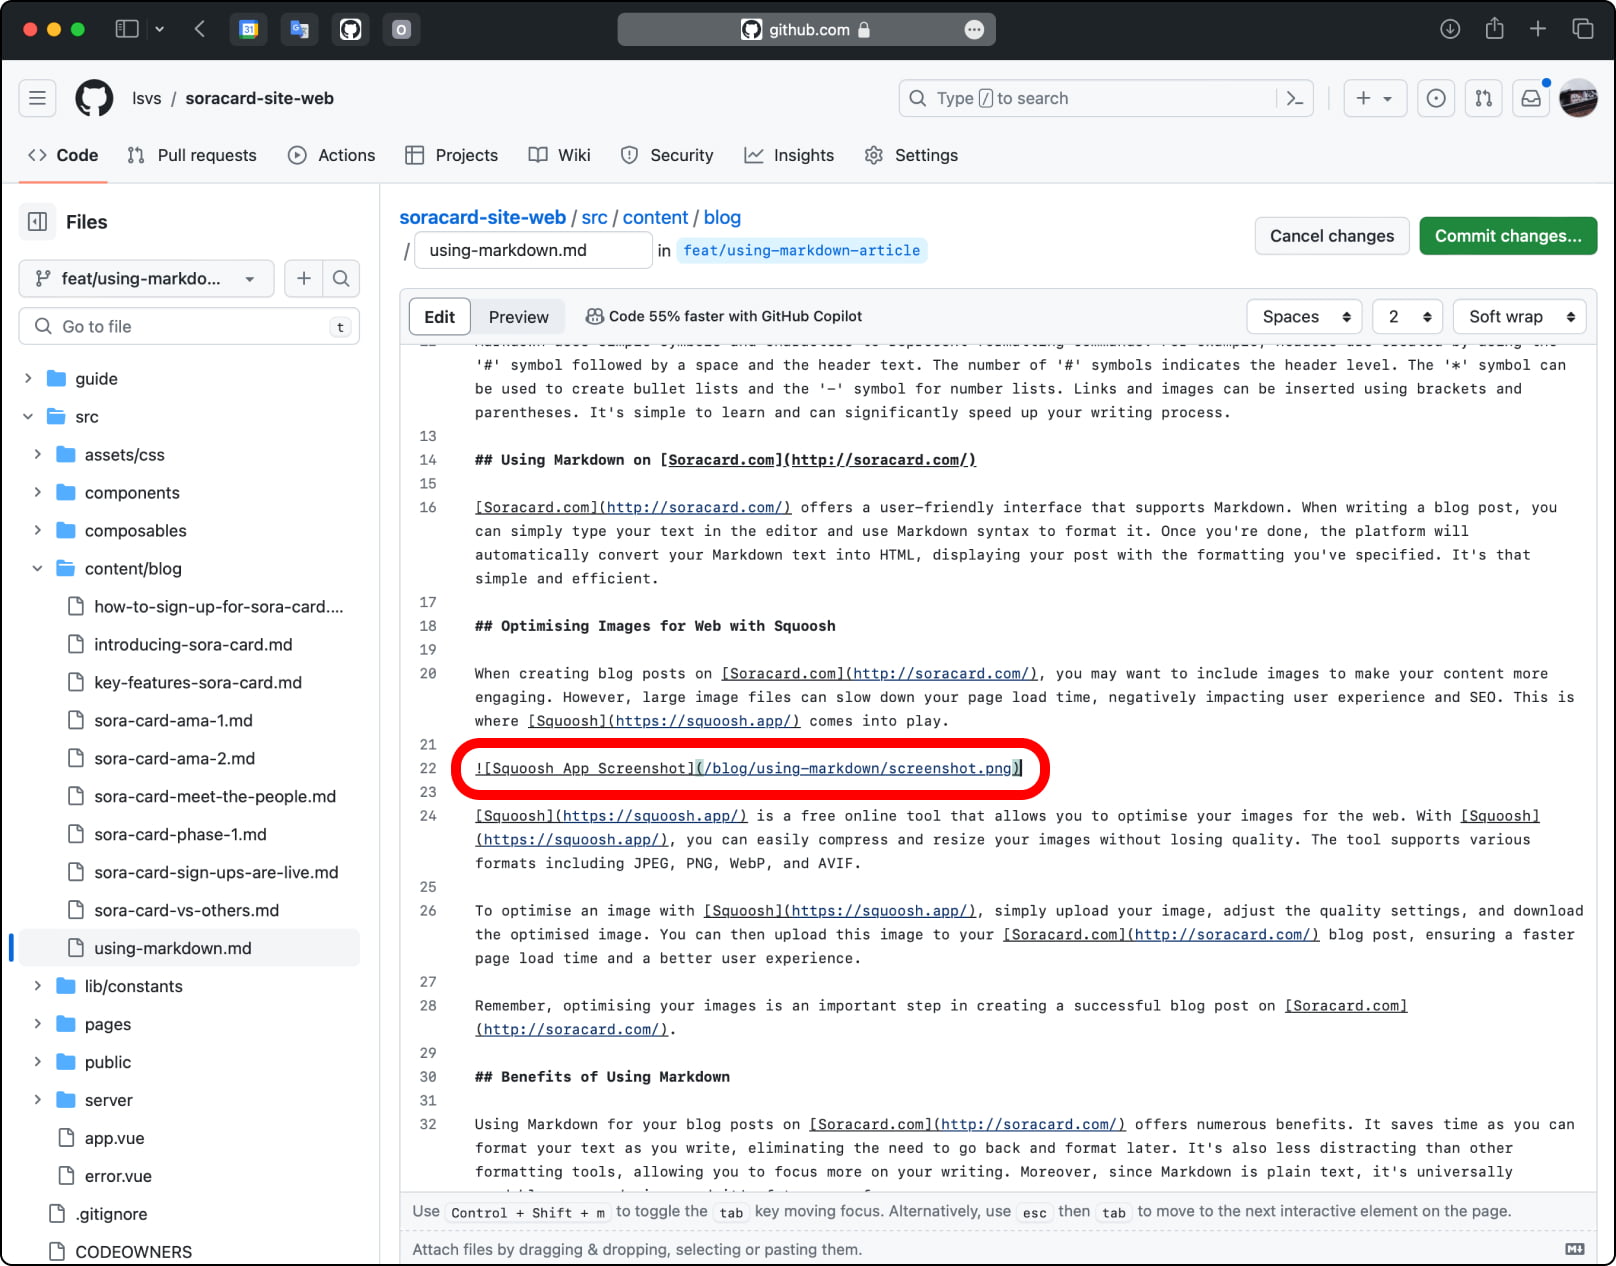 31
O
github.com
lsvs / soracard-site-web
Type / to search
Code
Pull requests
Actions
Projects
Wiki
Security
Insights
Settings
Files
feat/using-markdo...
Go to file
t
guide
src
assets/css
components
composables
content/blog
how-to-sign-up-for-sora-card....
introducing-sora-card.md
key-features-sora-card.md
sora-card-ama-1.md
sora-card-ama-2.md
sora-card-meet-the-people.md
sora-card-phase-1.md
sora-card-sign-ups-are-live.md
sora-card-vs-others.md
using-markdown.md
lib/constants
pages
public
server
app.vue
error.vue
.gitignore
CODEOWNERS
soracard-site-web / src / content / blog
/ using-markdown.md in feat/using-markdown-article
Cancel changes
Commit changes...
Edit
Preview
Code 55% faster with GitHub Copilot
Spaces
2
Soft wrap
'#' symbol followed by a space and the header text. The number of '#' symbols indicates the header level. The '*' symbol can
be used to create bullet lists and the '-' symbol for number lists. Links and images can be inserted using brackets and
parentheses. It's simple to learn and can significantly speed up your writing process.
13
14 ## Using Markdown on [Soracard.com](http://soracard.com/)
15
16 [Soracard.com](http://soracard.com/) offers a user-friendly interface that supports Markdown. When writing a blog post, you
can simply type your text in the editor and use Markdown syntax to format it. Once you're done, the platform will
automatically convert your Markdown text into HTML, displaying your post with the formatting you've specified. It's that
simple and efficient.
17
18 ## Optimising Images for Web with Squoosh
19
20 When creating blog posts on [Soracard.com](http://soracard.com/), you may want to include images to make your content more
engaging. However, large image files can slow down your page load time, negatively impacting user experience and SEO. This is
where [Squoosh](https://squoosh.app/) comes into play.
21
22 ![Squoosh App Screenshot](/blog/using-markdown/screenshot.png)
23
24 [Squoosh](https://squoosh.app/) is a free online tool that allows you to optimise your images for the web. With [Squoosh]
(https://squoosh.app/), you can easily compress and resize your images without losing quality. The tool supports various
formats including JPEG, PNG, WebP, and AVIF.
25
26 To optimise an image with [Squoosh](https://squoosh.app/), simply upload your image, adjust the quality settings, and download
the optimised image. You can then upload this image to your [Soracard.com](http://soracard.com/) blog post, ensuring a faster
page load time and a better user experience.
27
28 Remember, optimising your images is an important step in creating a successful blog post on [Soracard.com]
(http://soracard.com/).
29
30 ## Benefits of Using Markdown
31
32 Using Markdown for your blog posts on [Soracard.com](http://soracard.com/) offers numerous benefits. It saves time as you can
format your text as you write, eliminating the need to go back and format later. It's also less distracting than other
formatting tools, allowing you to focus more on your writing. Moreover, since Markdown is plain text, it's universally
Use Control + Shift + m to toggle the tab key moving focus. Alternatively, use esc then tab to move to the next interactive element on the page.
Attach files by dragging & dropping, selecting or pasting them.